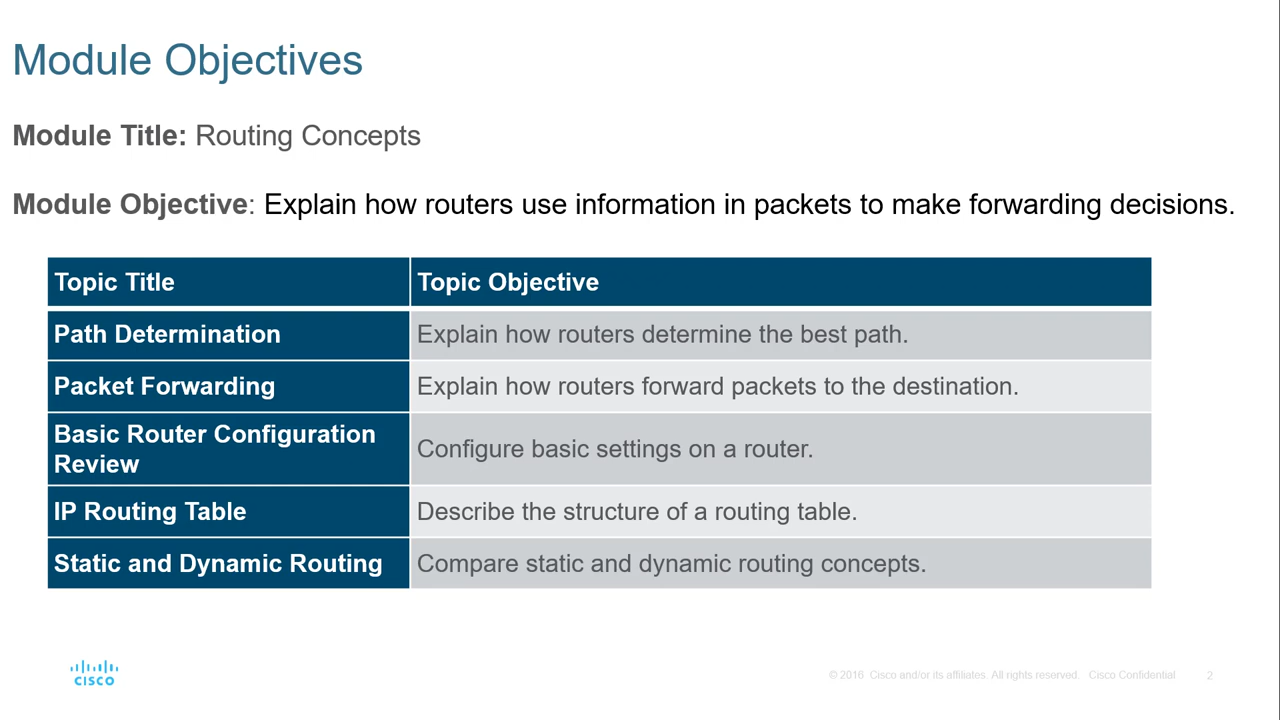 Module Objectives
Module Title: Routing Concepts
Module Objective: Explain how routers use information in packets to make forwarding decisions.
Topic Title Topic Objective
Path Determination Explain how routers determine the best path.
Packet Forwarding Explain how routers forward packets to the destination.
Basic Router Configuration
Review
Configure basic settings on a router.
IP Routing Table Describe the structure of a routing table.
Static and Dynamic Routing Compare static and dynamic routing concepts.
CISCO
© 2016 Cisco and/or its affiliates. All rights reserved. Cisco Confidential 2